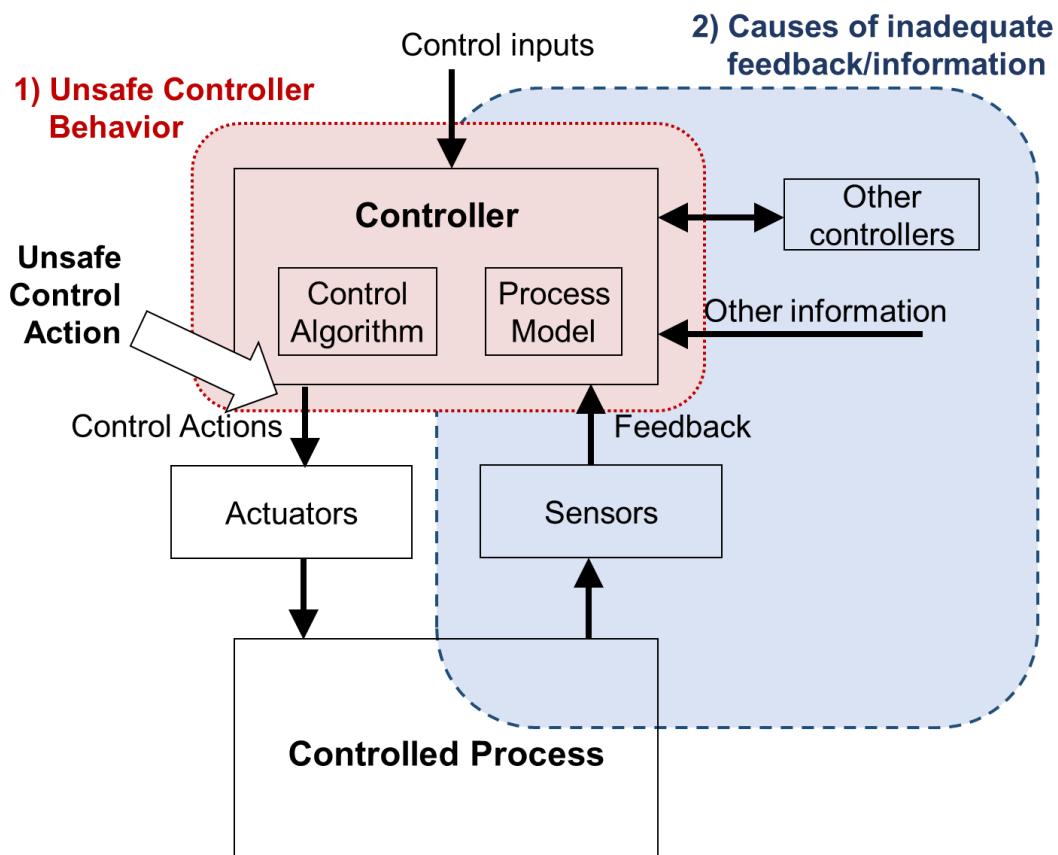 Control inputs
2) Causes of inadequate
feedback/information
1) Unsafe Controller
Behavior
Controller
Other
controllers
Unsafe
Control
Action
Control
Algorithm
Process
Model
Other information
Control Actions
Feedback
Actuators
Sensors
Controlled Process